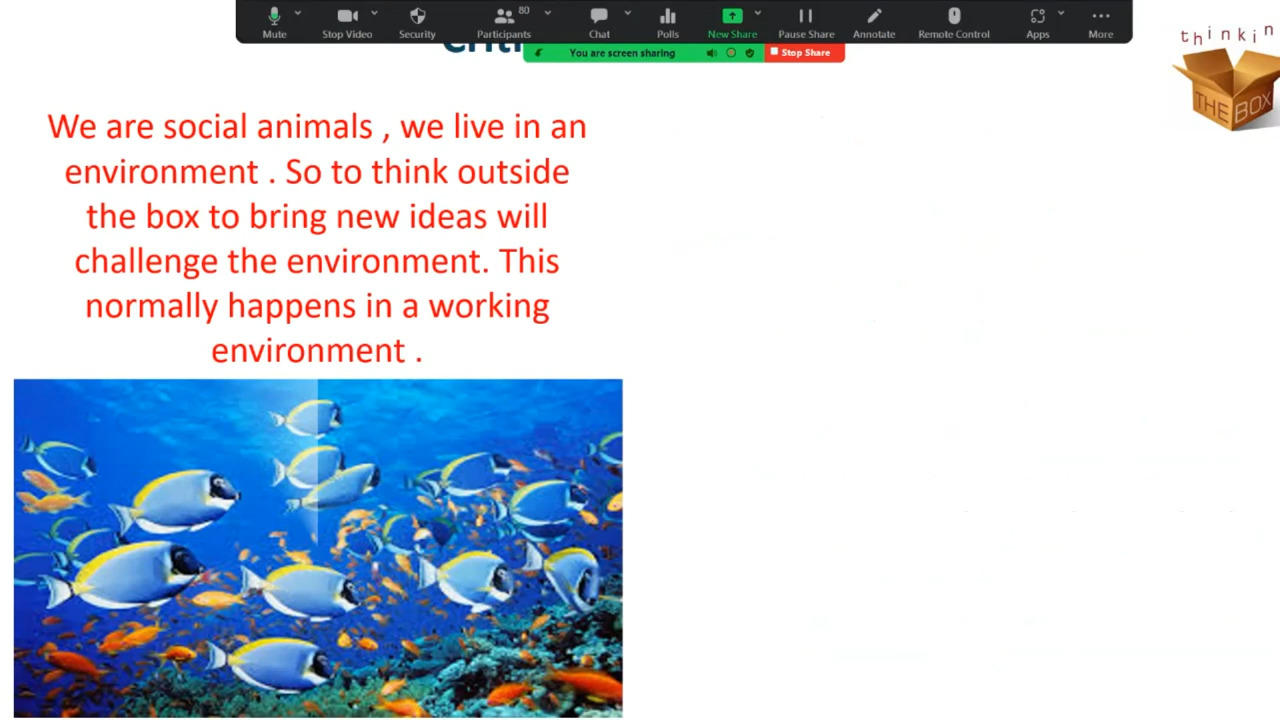 80
Mute
Stop Video
Security
Participants
Chat
Polls
New Share
Pause Share
Annotate
Remote Control
Apps
More
You are screen sharing
Stop Share
thinkin
THE BOX
We are social animals , we live in an
environment . So to think outside
the box to bring new ideas will
challenge the environment. This
normally happens in a working
environment .